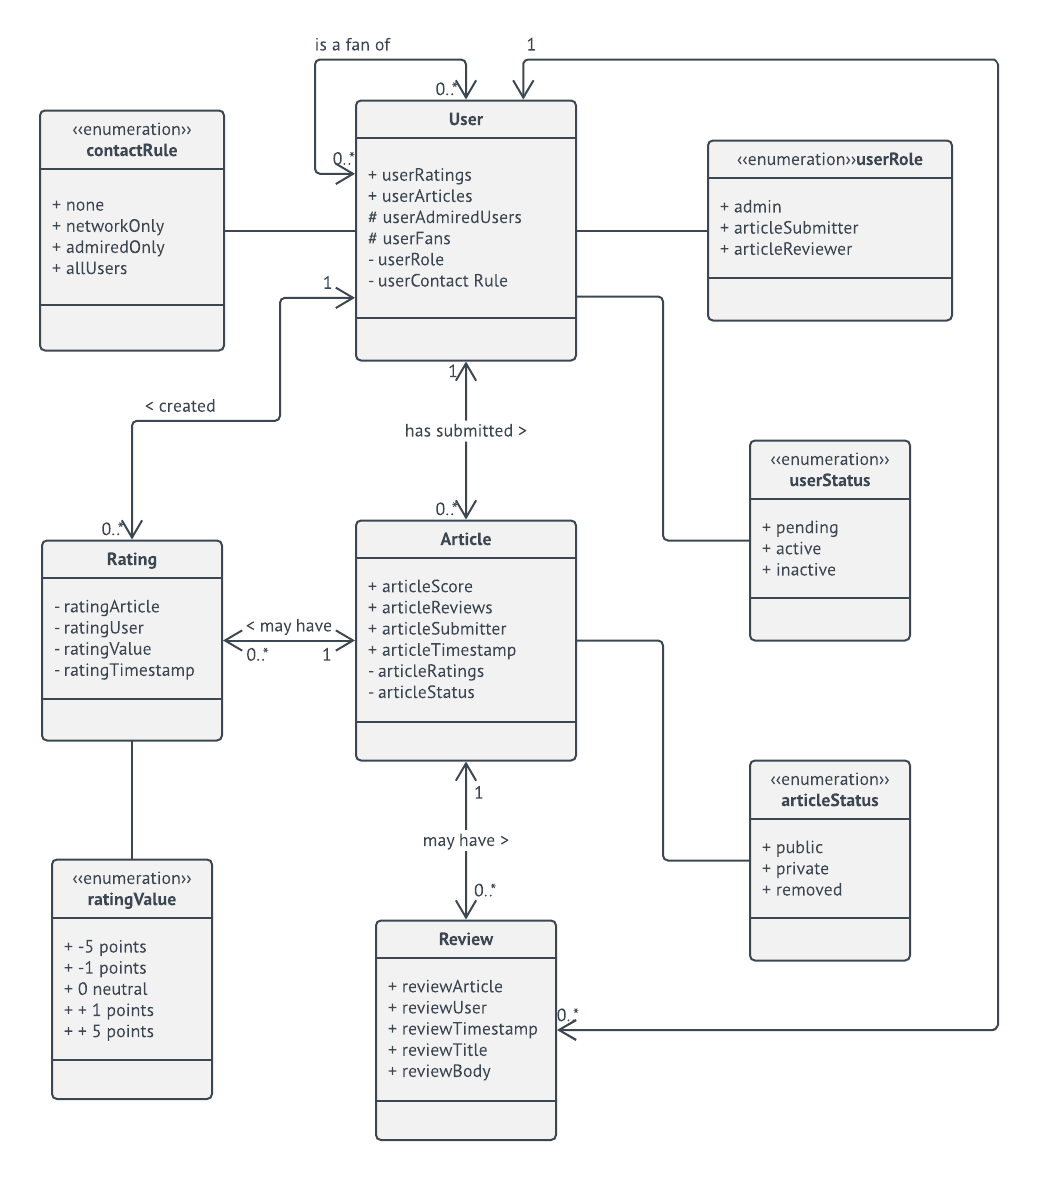 is a fan of
1
0..*
‹‹enumeration››
contactRule
+ none
+ networkOnly
+ admiredOnly
+ allUsers
User
0..*
+ userRatings
+ userArticles
# userAdmiredUsers
# userFans
- userRole
- userContact Rule
‹‹enumeration››userRole
+ admin
+ articleSubmitter
+ articleReviewer
1
< created
1
has submitted >
0..*
0..*
‹‹enumeration››
userStatus
+ pending
+ active
+ inactive
Rating
- ratingArticle
- ratingUser
- ratingValue
- ratingTimestamp
< may have
0..*
1
Article
+ articleScore
+ articleReviews
+ articleSubmitter
+ articleTimestamp
- articleRatings
- articleStatus
1
may have >
0..*
‹‹enumeration››
articleStatus
+ public
+ private
+ removed
‹‹enumeration››
ratingValue
+ -5 points
+ -1 points
+ 0 neutral
+ + 1 points
+ + 5 points
Review
+ reviewArticle
+ reviewUser
+ reviewTimestamp
+ reviewTitle
+ reviewBody
0..*